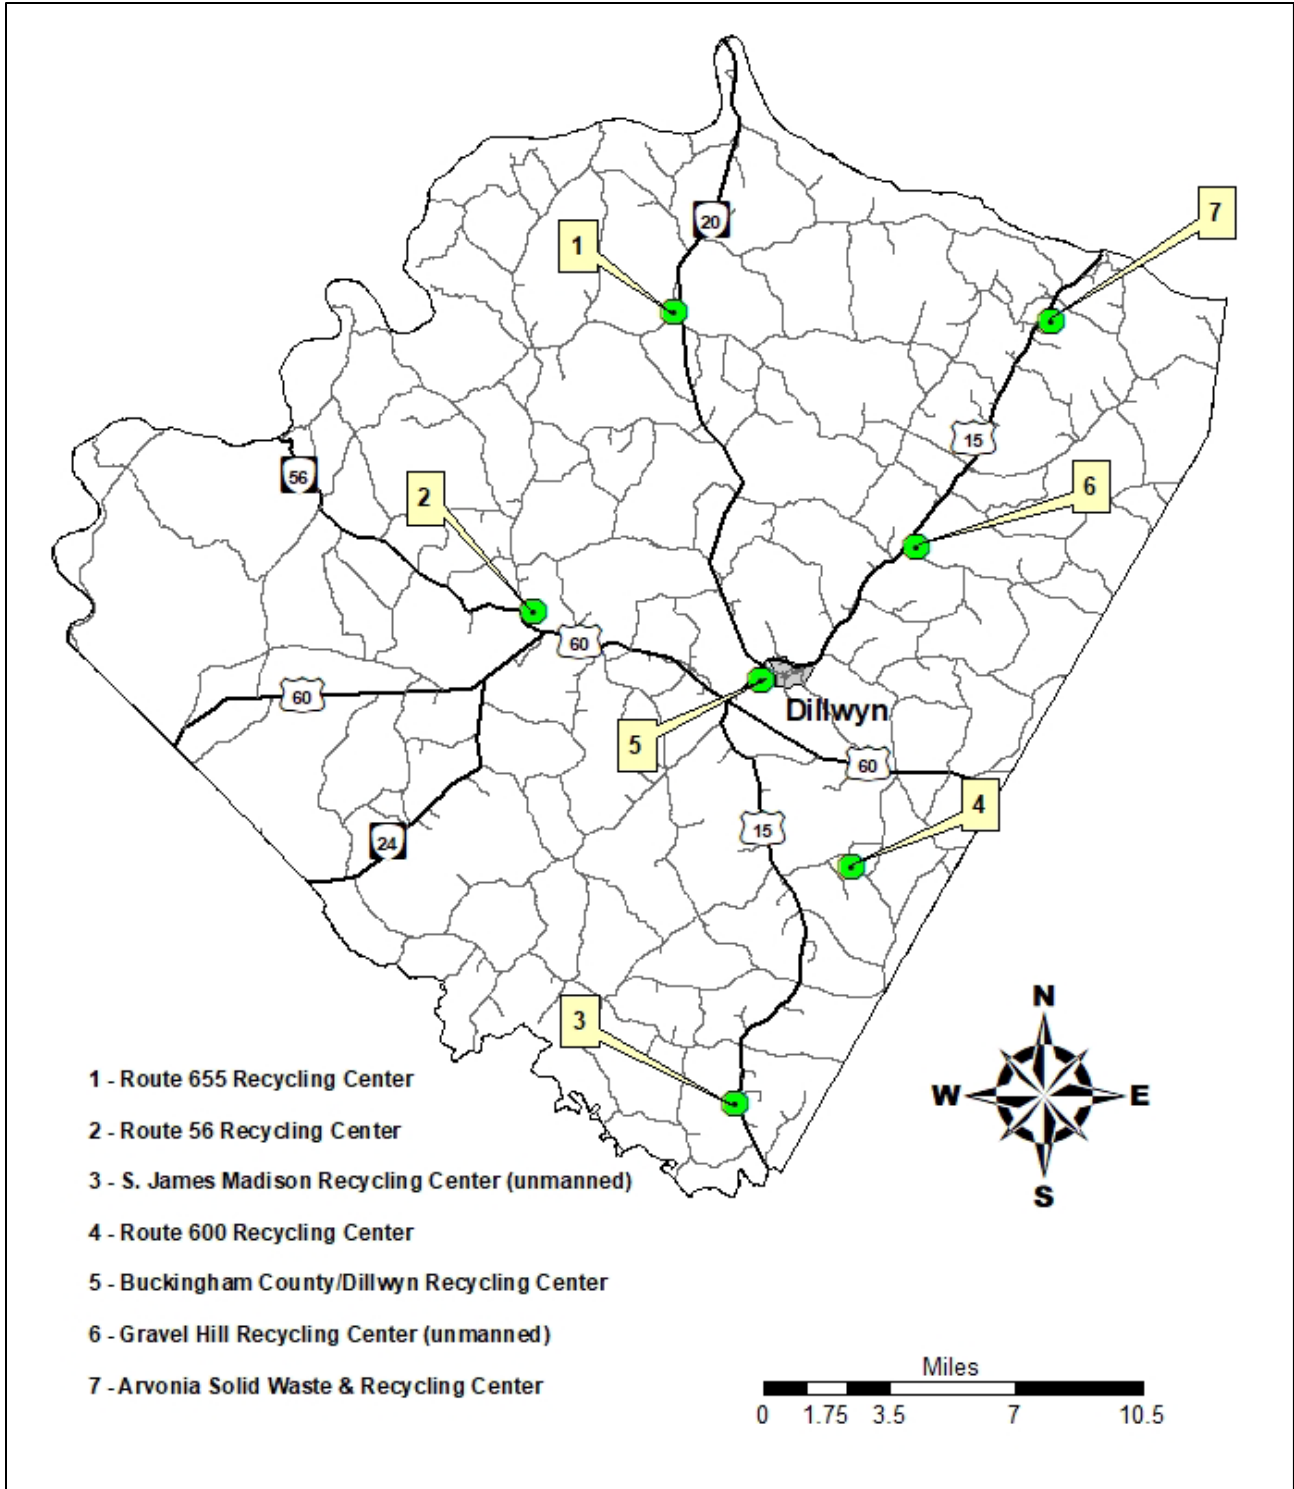 20
7
1
15
56
2
6
60
60
Dillwyn
5
60
4
15
24
N
3
W
E
S
1 - Route 655 Recycling Center
2 - Route 56 Recycling Center
3 - S. James Madison Recycling Center (unmanned)
4 - Route 600 Recycling Center
5 - Buckingham County/Dillwyn Recycling Center
6 - Gravel Hill Recycling Center (unmanned)
7 - Arvonia Solid Waste & Recycling Center
Miles
0 1.75 3.5 7 10.5